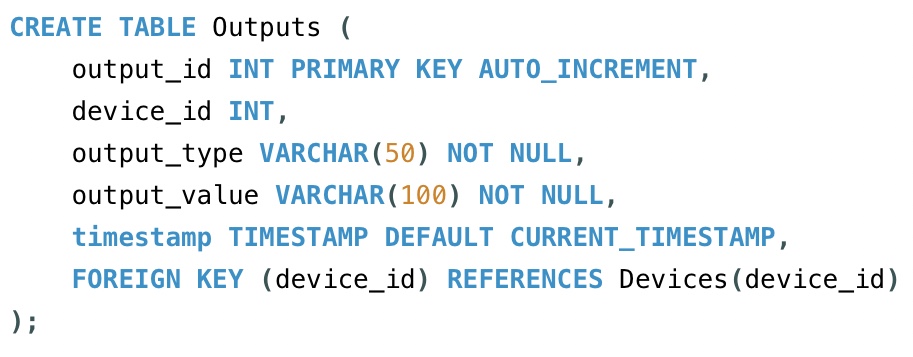 CREATE TABLE Outputs (
    output_id INT PRIMARY KEY AUTO_INCREMENT,
    device_id INT,
    output_type VARCHAR(50) NOT NULL,
    output_value VARCHAR(100) NOT NULL,
    timestamp TIMESTAMP DEFAULT CURRENT_TIMESTAMP,
    FOREIGN KEY (device_id) REFERENCES Devices(device_id)
);